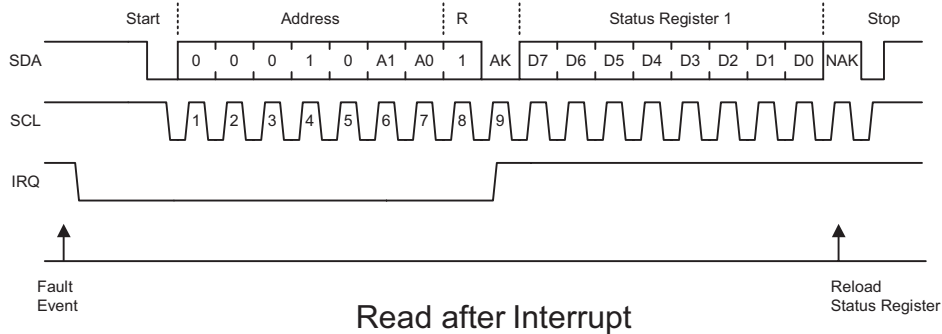 Start Address R Status Register 1 Stop
SDA 0 0 0 1 0 A1 A0 1 AK D7 D6 D5 D4 D3 D2 D1 D0 NAK
SCL 1 2 3 4 5 6 7 8 9
IRQ
Fault
Event
Reload
Status Register
Read after Interrupt